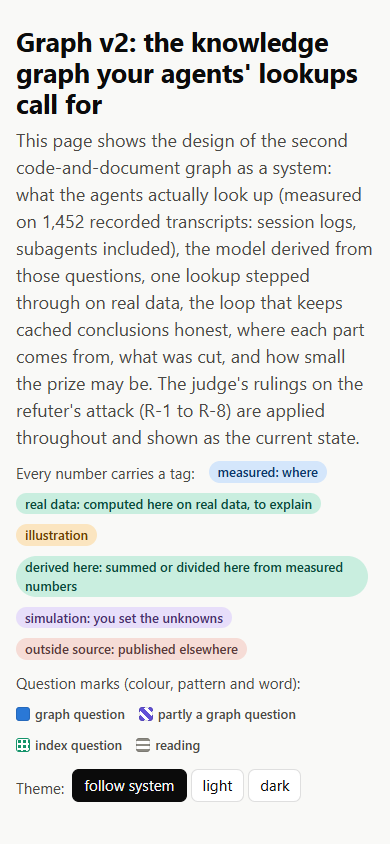 Graph v2: the knowledge
graph your agents' lookups
call for
This page shows the design of the second
code-and-document graph as a system:
what the agents actually look up (measured
on 1,452 recorded transcripts: session logs,
subagents included), the model derived from
those questions, one lookup stepped
through on real data, the loop that keeps
cached conclusions honest, where each part
comes from, what was cut, and how small
the prize may be. The judge's rulings on the
refuter's attack (R-1 to R-8) are applied
throughout and shown as the current state.
Every number carries a tag: measured: where
real data: computed here on real data, to explain
illustration
derived here: summed or divided here from measured
numbers
simulation: you set the unknowns
outside source: published elsewhere
Question marks (colour, pattern and word):
graph question partly a graph question
index question reading
Theme: follow system light dark